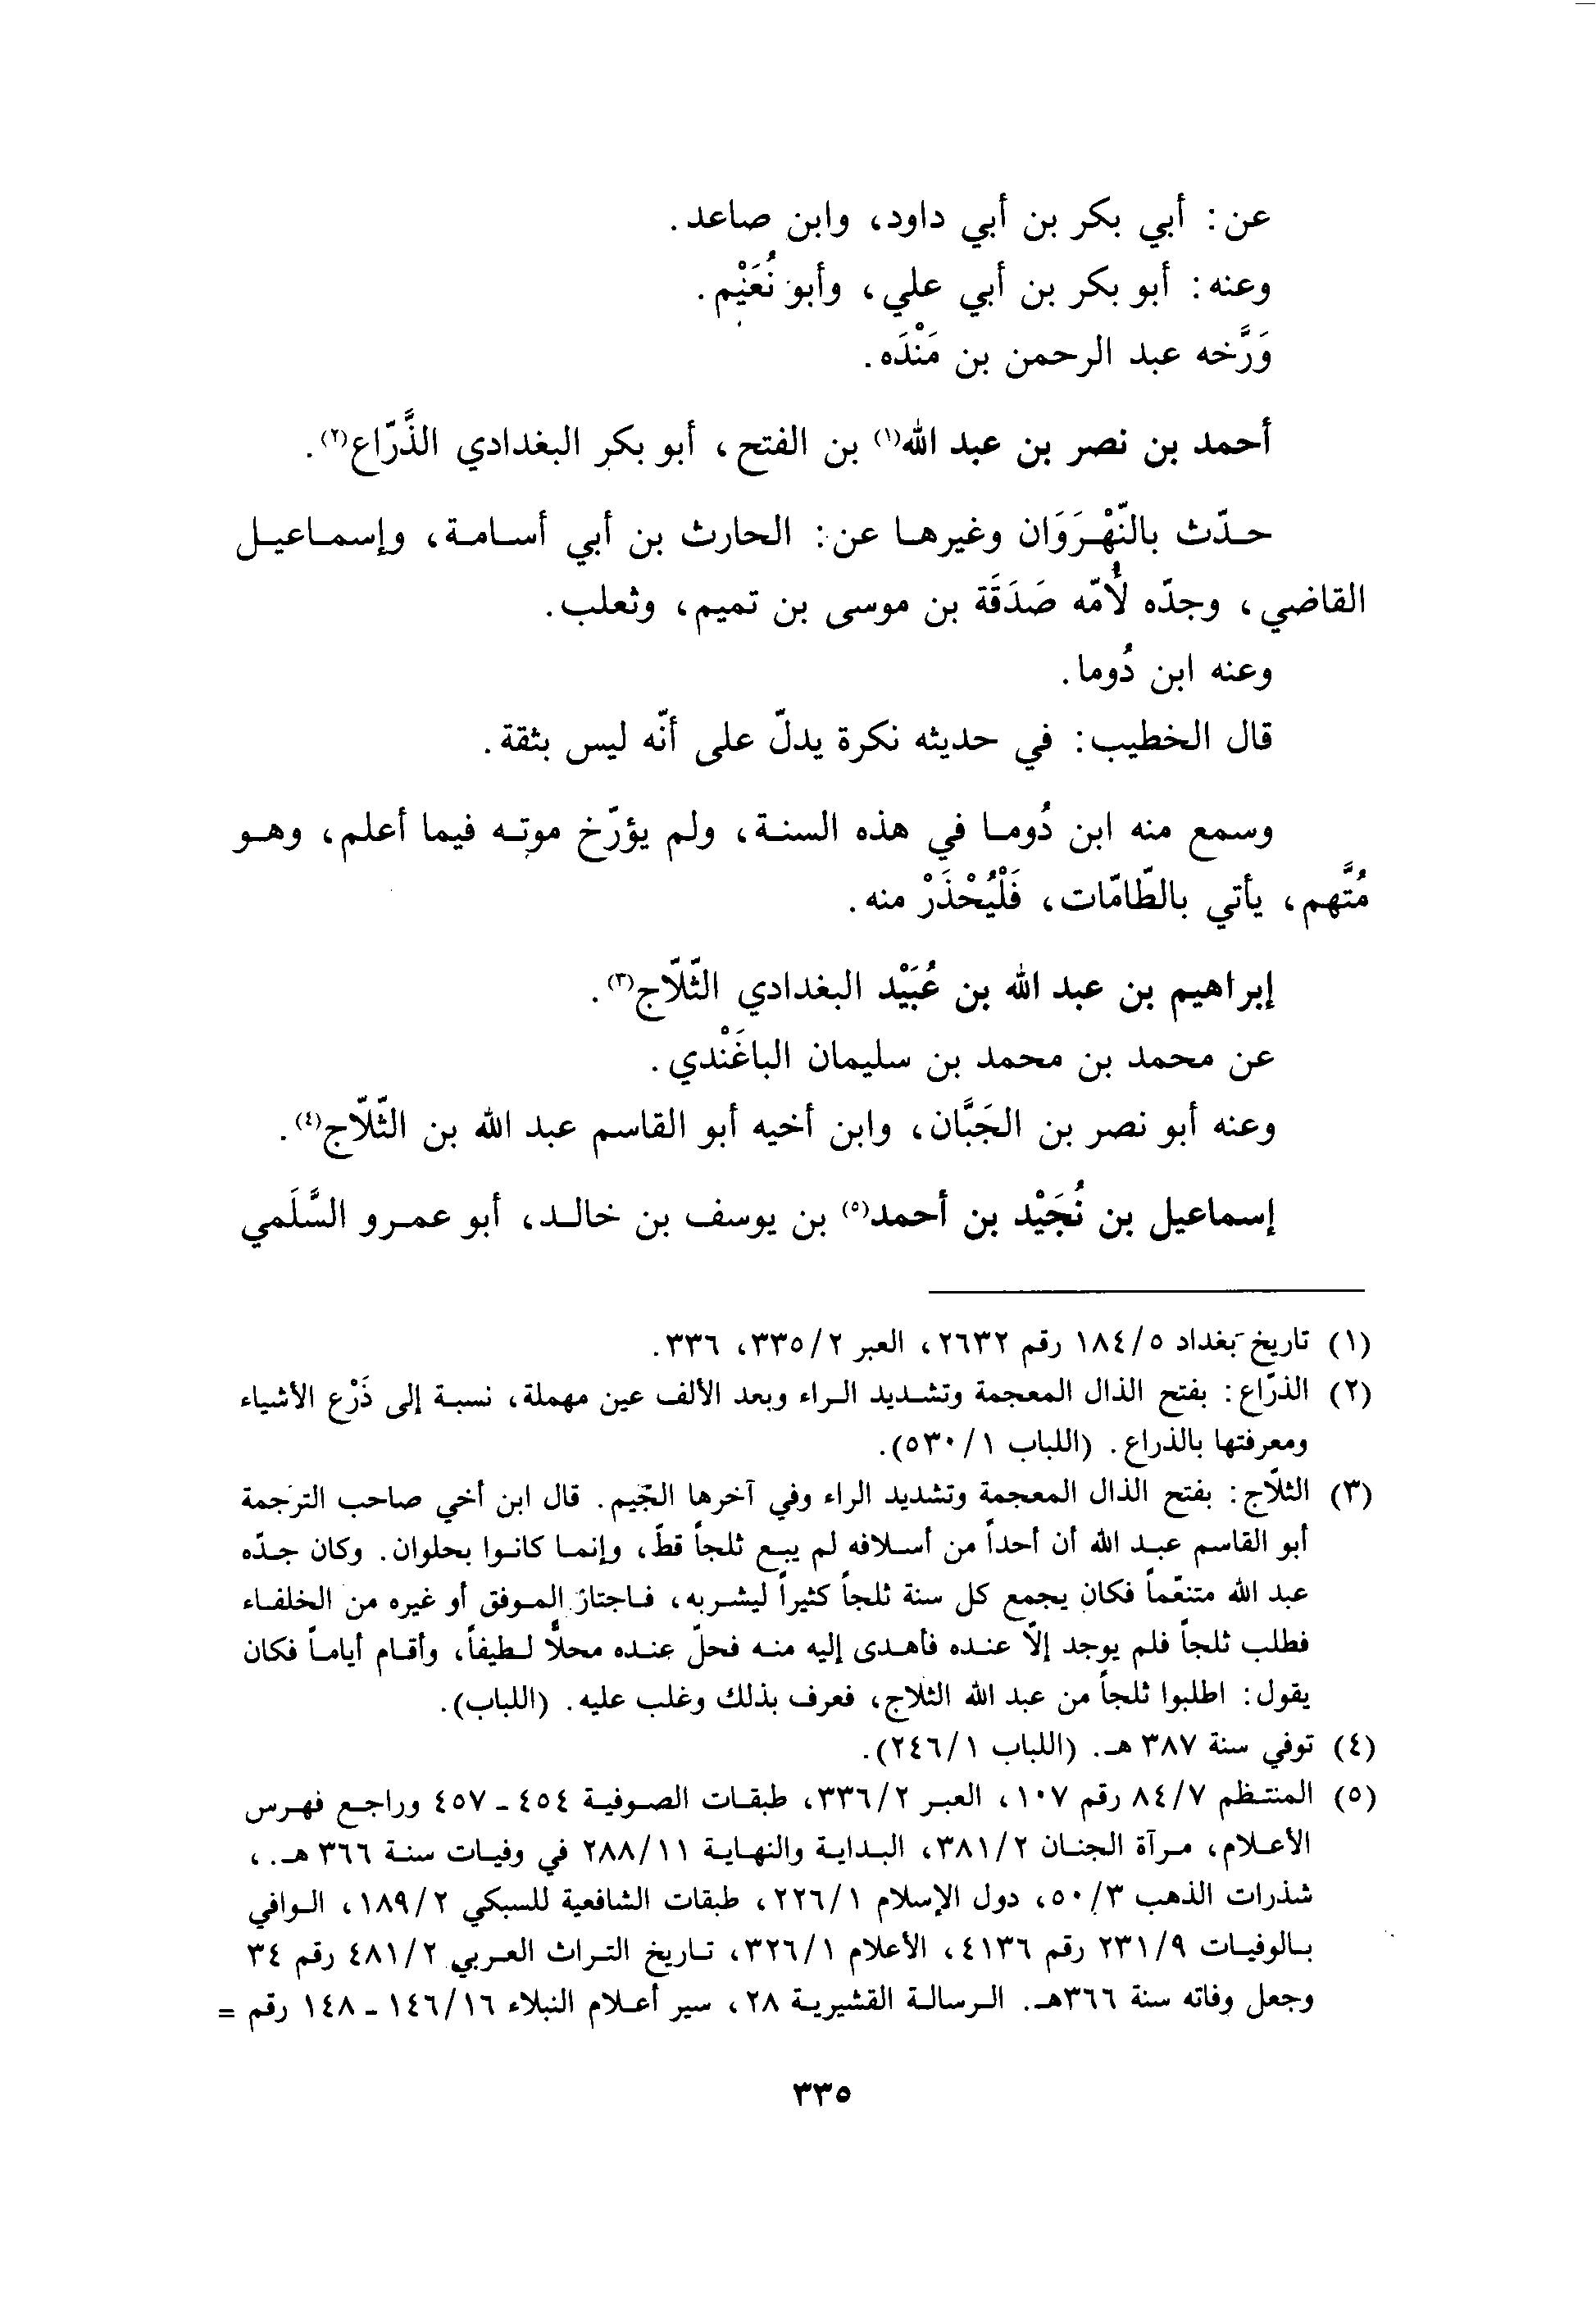 عن: أبي بكر بن أبي داود، وابن صاعد.
وعنه: أبو بكر بن أبي علي، وأبو نُعَيْم.
وَرَّخه عبد الرحمن بن مَنْدَه.
أحمد بن نصر بن عبد الله(١) بن الفتح، أبو بكر البغدادي الذَّرّاع(٢).
حدّث بالنّهْرَوَان وغيرها عن: الحارث بن أبي أسامة، وإسماعيل
القاضي، وجدّه لأُمّه صَدَقَة بن موسى بن تميم، وثعلب.
وعنه ابن دُوما.
قال الخطيب: في حديثه نكرة يدلّ على أنّه ليس بثقة.
وسمع منه ابن دُوما في هذه السنة، ولم يؤرّخ موته فيما أعلم، وهو
مُتَّهم، يأتي بالطّامّات، فَلْيُحْذَرْ منه.
إبراهيم بن عبد الله بن عُبَيْد البغدادي الثّلّاج(٣).
عن محمد بن محمد بن سليمان الباغَنْدي.
وعنه أبو نصر بن الجَبَّان، وابن أخيه أبو القاسم عبد الله بن الثّلّاج(٤).
إسماعيل بن نُجَيْد بن أحمد(٥) بن يوسف بن خالد، أبو عمرو السَّلَمي
(١) تاريخ بغداد ١٨٤/٥ رقم ٢٦٣٢، العبر ٣٣٥/٢، ٣٣٦.
(٢) الذرّاع: بفتح الذال المعجمة وتشديد الراء وبعد الألف عين مهملة، نسبة إلى ذَرْع الأشياء
ومعرفتها بالذراع. (اللباب ٥٣٠/١).
(٣) الثلاّج: بفتح الذال المعجمة وتشديد الراء وفي آخرها الجيم. قال ابن أخي صاحب الترجمة
أبو القاسم عبد الله أن أحداً من أسلافه لم يبع ثلجاً قطّ، وإنما كانوا بحلوان. وكان جدّه
عبد الله متنعّماً فكان يجمع كل سنة ثلجاً كثيراً ليشربه، فاجتاز الموفق أو غيره من الخلفاء
فطلب ثلجاً فلم يوجد إلاّ عنده فأهدى إليه منه فحلّ عنده محلاًّ لطيفاً، وأقام أياماً فكان
يقول: اطلبوا ثلجاً من عبد الله الثلاج، فعرف بذلك وغلب عليه. (اللباب).
(٤) توفي سنة ٣٨٧ هـ. (اللباب ٢٤٦/١).
(٥) المنتظم ٨٤/٧ رقم ١٠٧، العبر ٣٣٦/٢، طبقات الصوفية ٤٥٤ - ٤٥٧ وراجع فهرس
الأعلام، مرآة الجنان ٣٨١/٢، البداية والنهاية ٢٨٨/١١ في وفيات سنة ٣٦٦ هـ.،
شذرات الذهب ٥٠/٣، دول الإسلام ٢٢٦/١، طبقات الشافعية للسبكي ١٨٩/٢، الوافي
بالوفيات ٢٣١/٩ رقم ٤١٣٦، الأعلام ٣٢٦/١، تاريخ التراث العربي ٤٨١/٢ رقم ٣٤
وجعل وفاته سنة ٣٦٦هـ. الرسالة القشيرية ٢٨، سير أعلام النبلاء ١٤٦/١٦ - ١٤٨ رقم =
٣٣٥